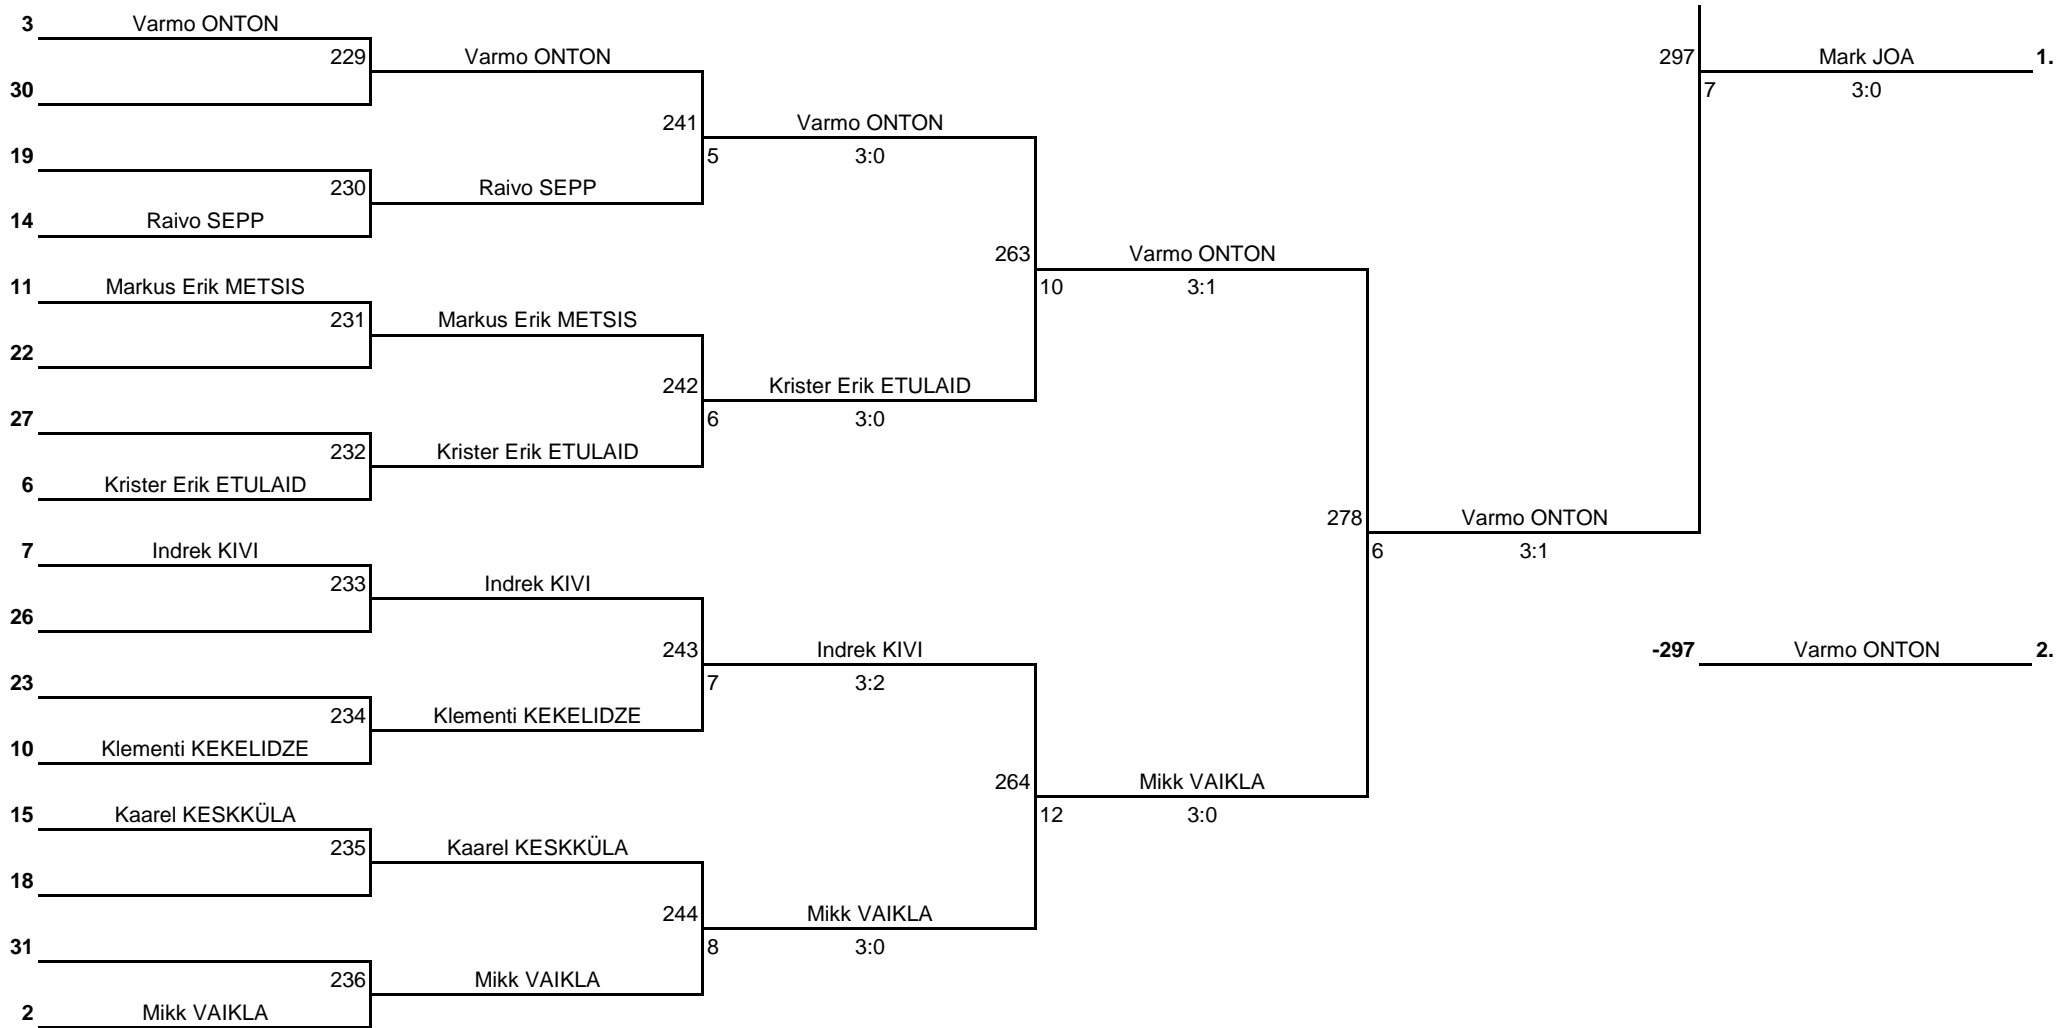 3 Varmo ONTON
229 Varmo ONTON 297 Mark JOA 1.
30 7 3:0
241 Varmo ONTON
19 5 3:0
230 Raivo SEPP
14 Raivo SEPP
263 Varmo ONTON
11 Markus Erik METSIS 10 3:1
231 Markus Erik METSIS
22
242 Krister Erik ETULAID
27 6 3:0
232 Krister Erik ETULAID
6 Krister Erik ETULAID
278 Varmo ONTON
7 Indrek KIVI 6 3:1
233 Indrek KIVI
26
243 Indrek KIVI -297 Varmo ONTON 2.
23 7 3:2
234 Klementi KEKELIDZE
10 Klementi KEKELIDZE
264 Mikk VAIKLA
15 Kaarel KESKKÜLA 12 3:0
235 Kaarel KESKKÜLA
18
244 Mikk VAIKLA
31 8 3:0
236 Mikk VAIKLA
2 Mikk VAIKLA